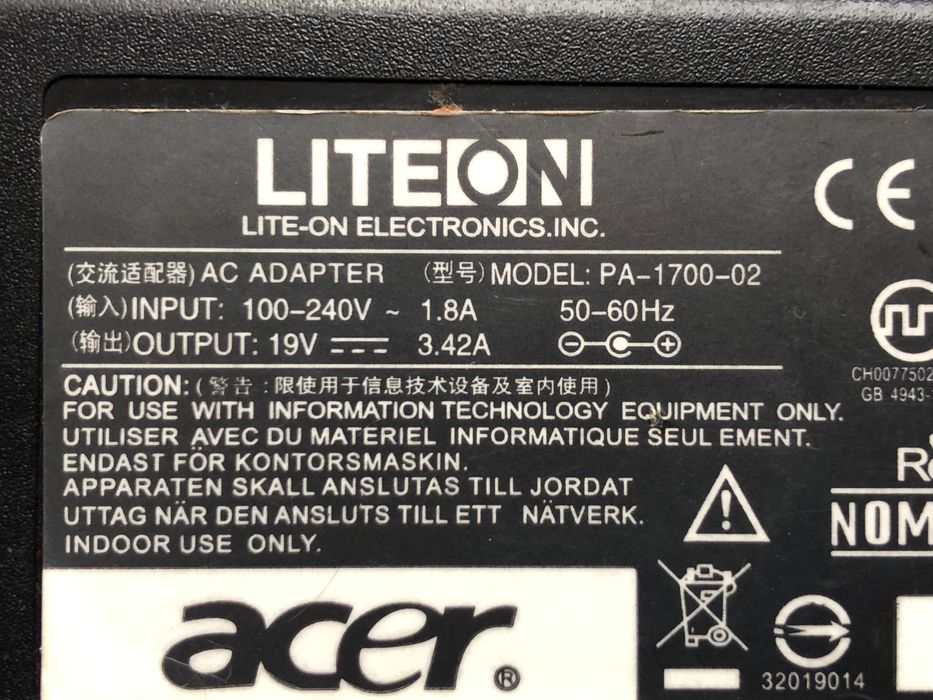 LITEON
LITE-ON ELECTRONICS.INC.
(交流适配器) AC ADAPTER (型号) MODEL: PA-1700-02
(输入) INPUT: 100-240V ~ 1.8A 50-60Hz
(输出) OUTPUT: 19V 3.42A
CAUTION: (警告:限使用于信息技术设备及室内使用)
FOR USE WITH INFORMATION TECHNOLOGY EQUIPMENT ONLY.
UTILISER AVEC DU MATERIEL INFORMATIQUE SEUL EMENT.
ENDAST FÖR KONTORSMASKIN.
APPARATEN SKALL ANSLUTAS TILL JORDAT
UTTAG NÄR DEN ANSLUTS TILL ETT NÄTVERK.
INDOOR USE ONLY.
acer®
CE
CH0077502
GB 4943-
NOM
32019014